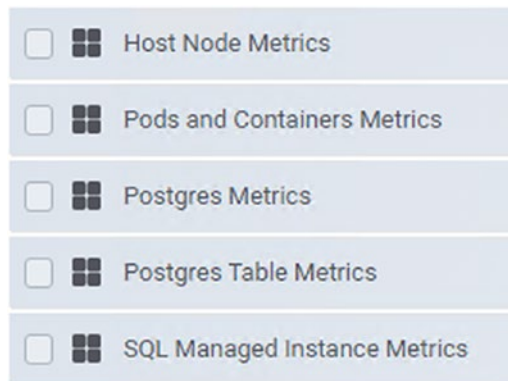 Host Node Metrics
Pods and Containers Metrics
Postgres Metrics
Postgres Table Metrics
SQL Managed Instance Metrics